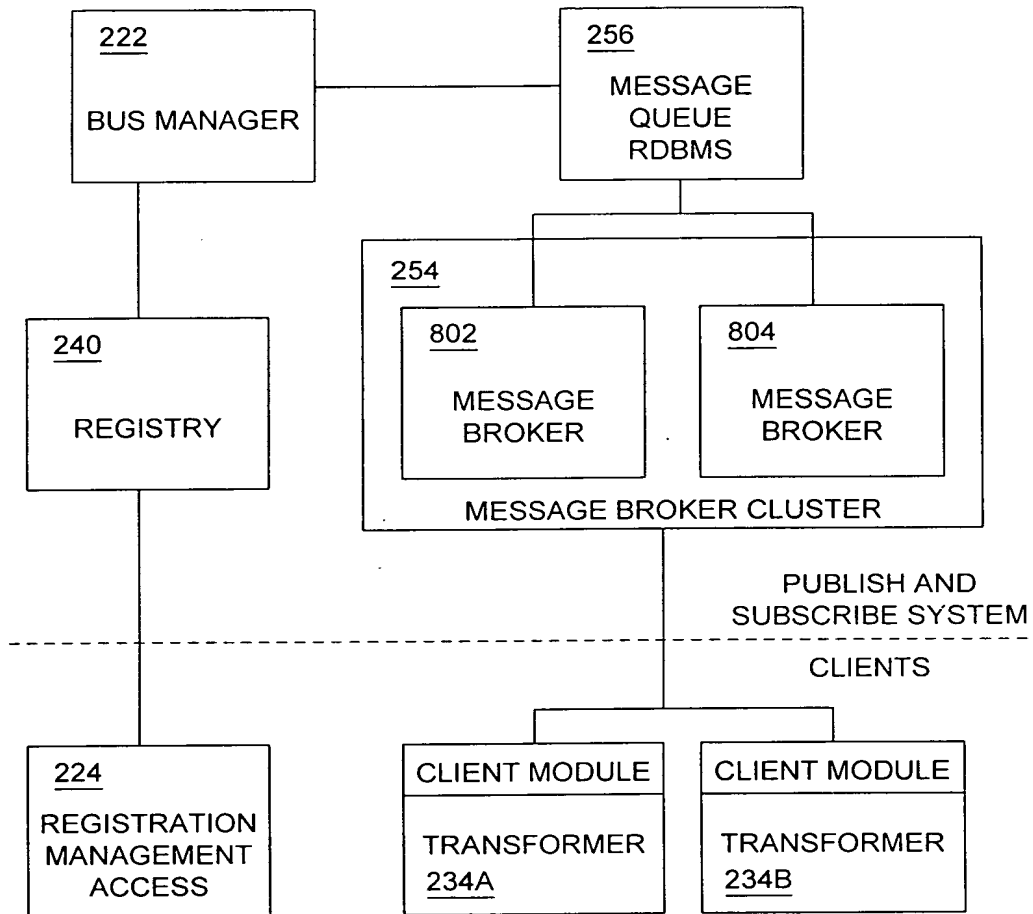 222
BUS MANAGER
256
MESSAGE
QUEUE
RDBMS
254
802
MESSAGE
BROKER
804
MESSAGE
BROKER
MESSAGE BROKER CLUSTER
240
REGISTRY
PUBLISH AND
SUBSCRIBE SYSTEM
CLIENTS
224
REGISTRATION
MANAGEMENT
ACCESS
CLIENT MODULE
TRANSFORMER
234A
CLIENT MODULE
TRANSFORMER
234B